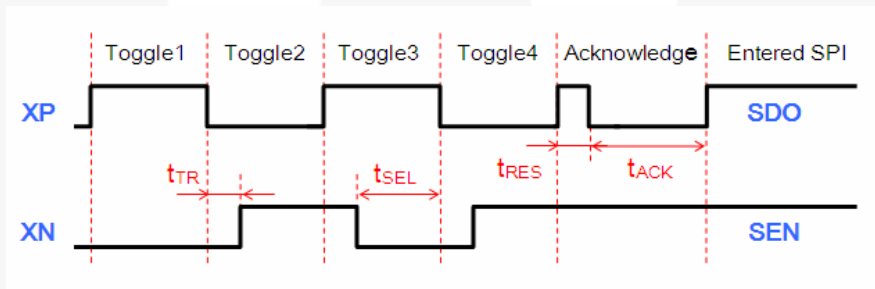 Toggle1 Toggle2 Toggle3 Toggle4 Acknowledge Entered SPI
XP SDO
tTR tSEL tRES tACK
XN SEN